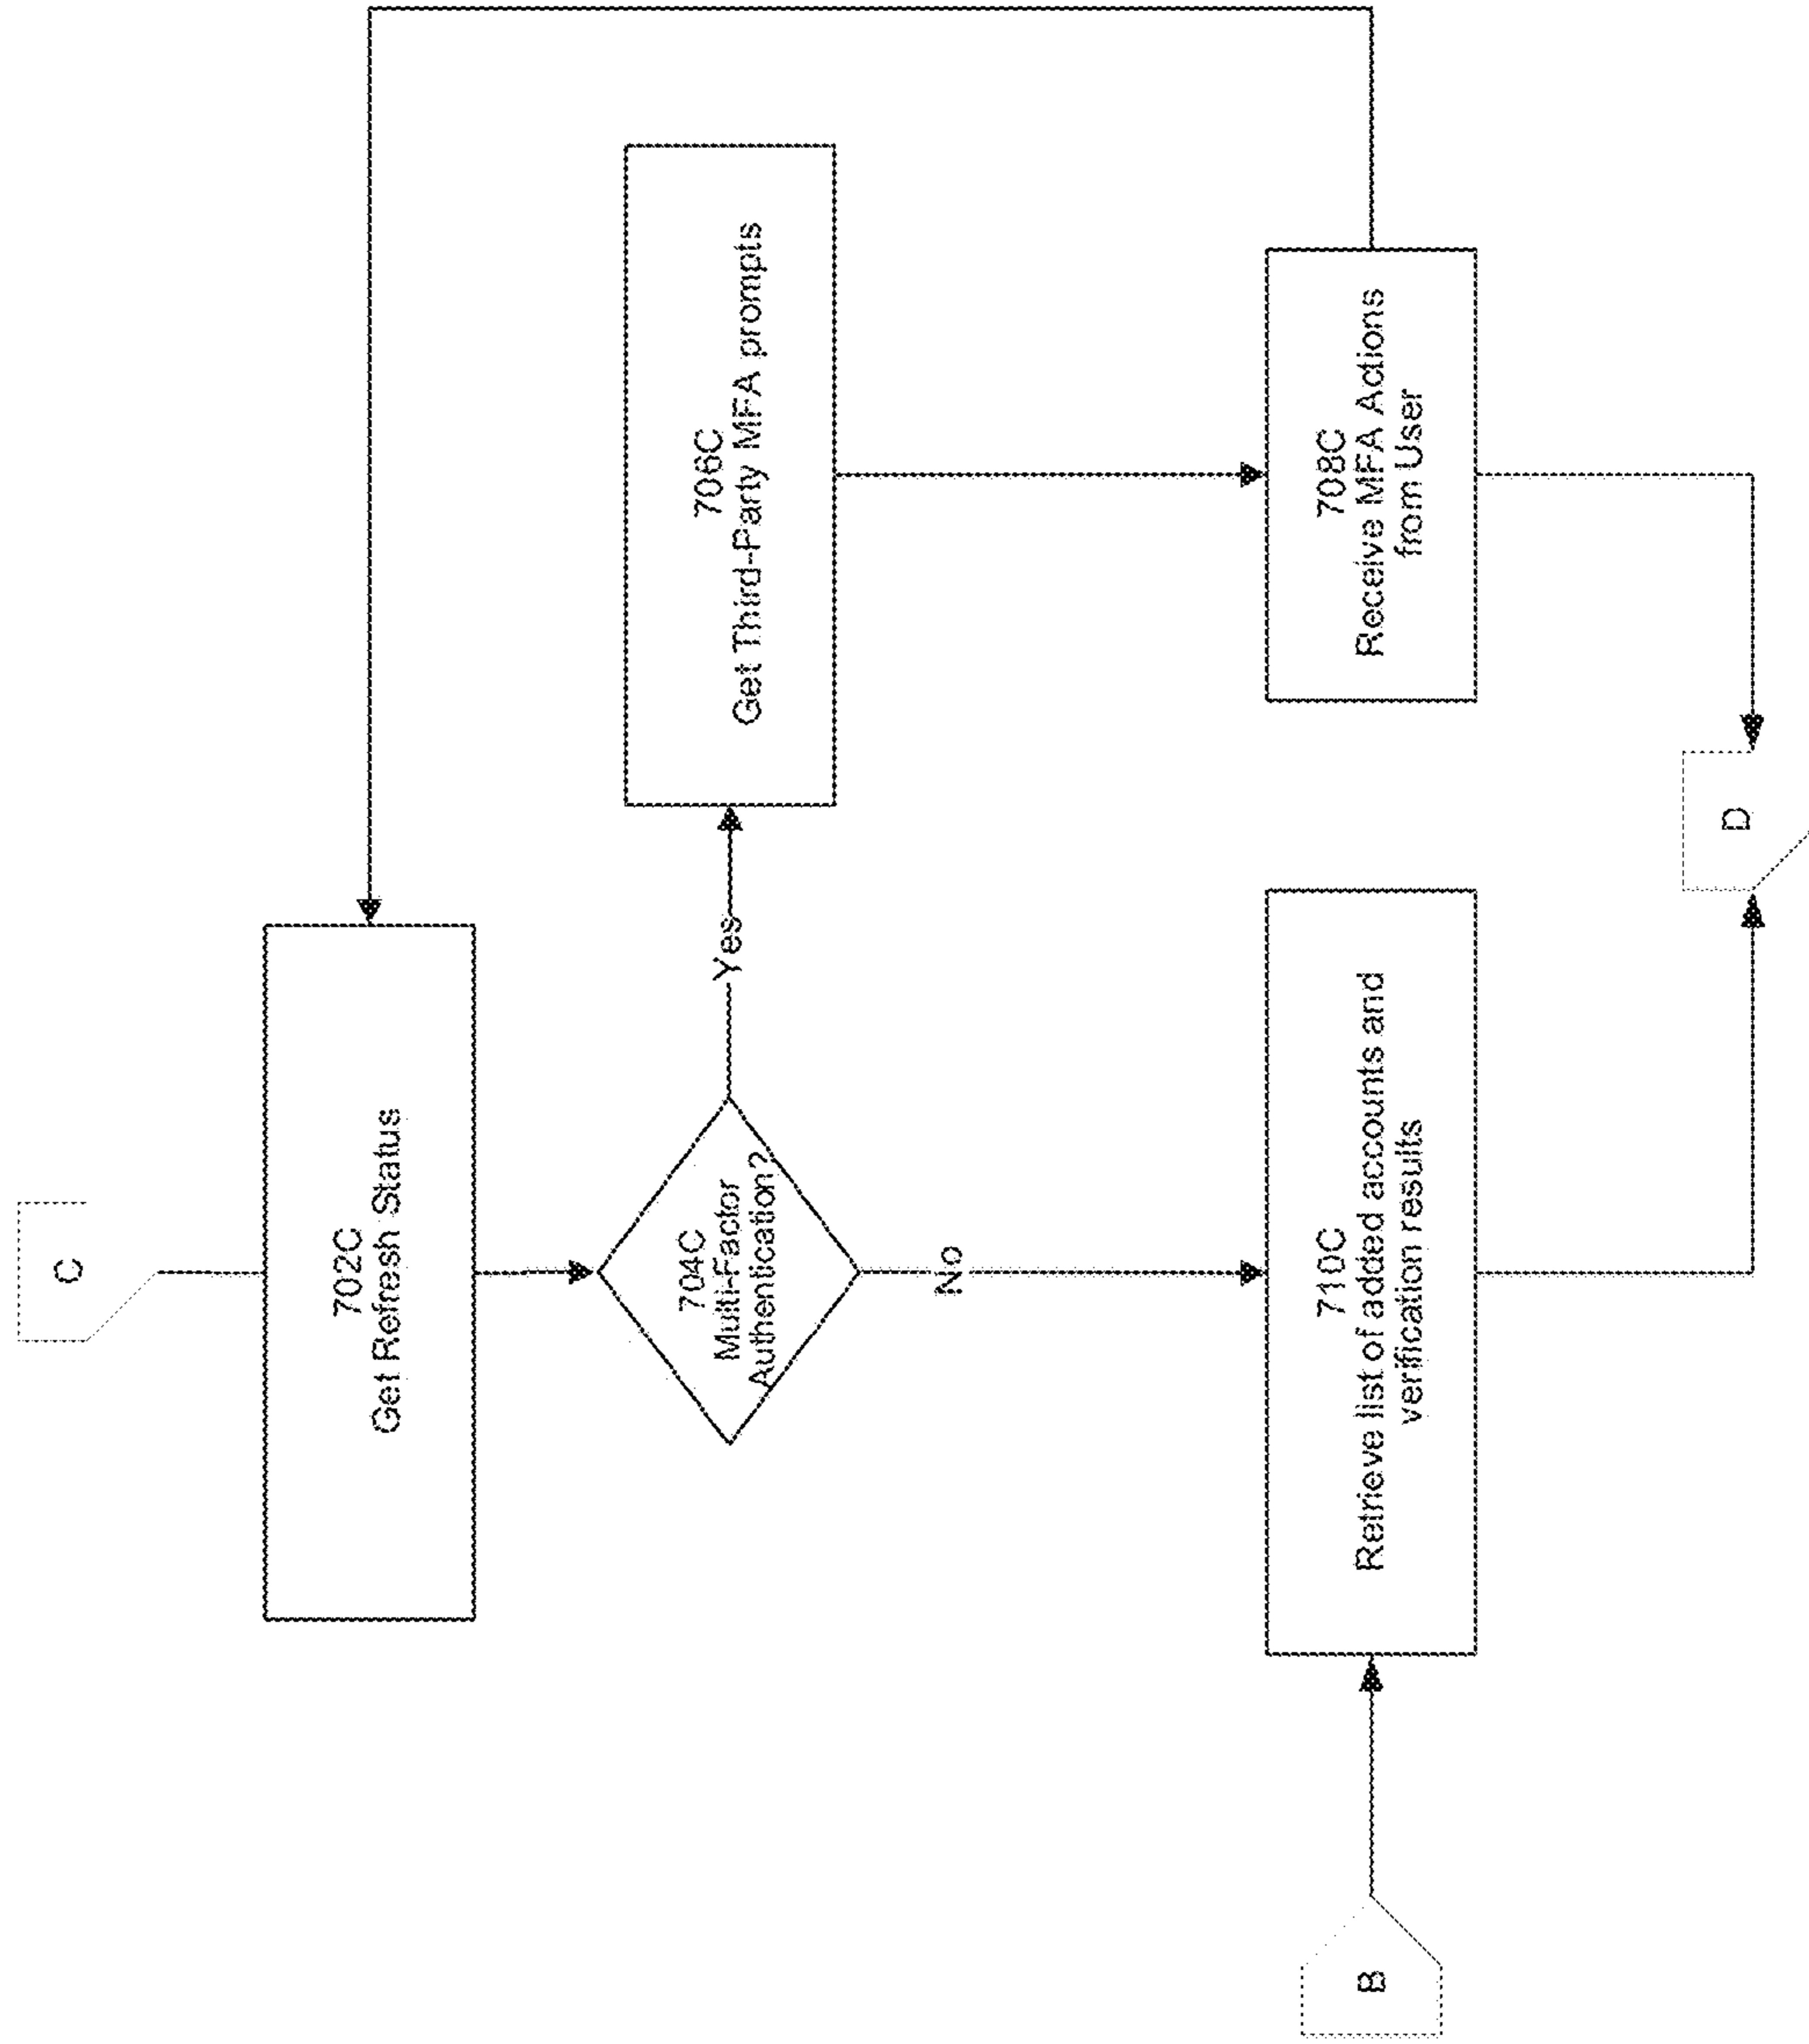 C
702C
Get Refresh Status
704C
Multi-Factor
Authentication?
Yes
706C
Get Third-Party MFA prompts
No
708C
Receive MFA Actions
from User
B
710C
Retrieve list of added accounts and
verification results
D